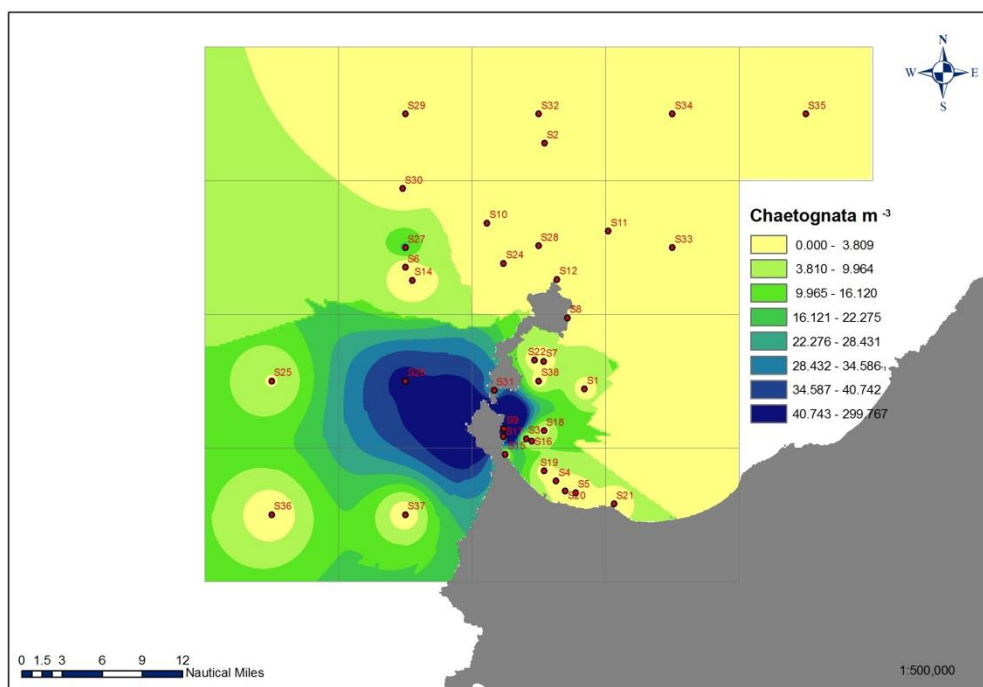 N
W E
S
S29 S32 S34 S35
S2
S30
S10 S11
S27 S28 S33
S6 S24
S14 S12
S8
Chaetognata m -3
0.000 - 3.809
3.810 - 9.964
9.965 - 16.120
16.121 - 22.275
22.276 - 28.431
28.432 - 34.586
34.587 - 40.742
40.743 - 299.767
S22 S7
S25 S26 S38
S31 S1
S9 S18
S17 S3
S16
S15
S19
S4
S5
S20
S21
S36 S37
0 1.5 3 6 9 12
Nautical Miles
1:500,000